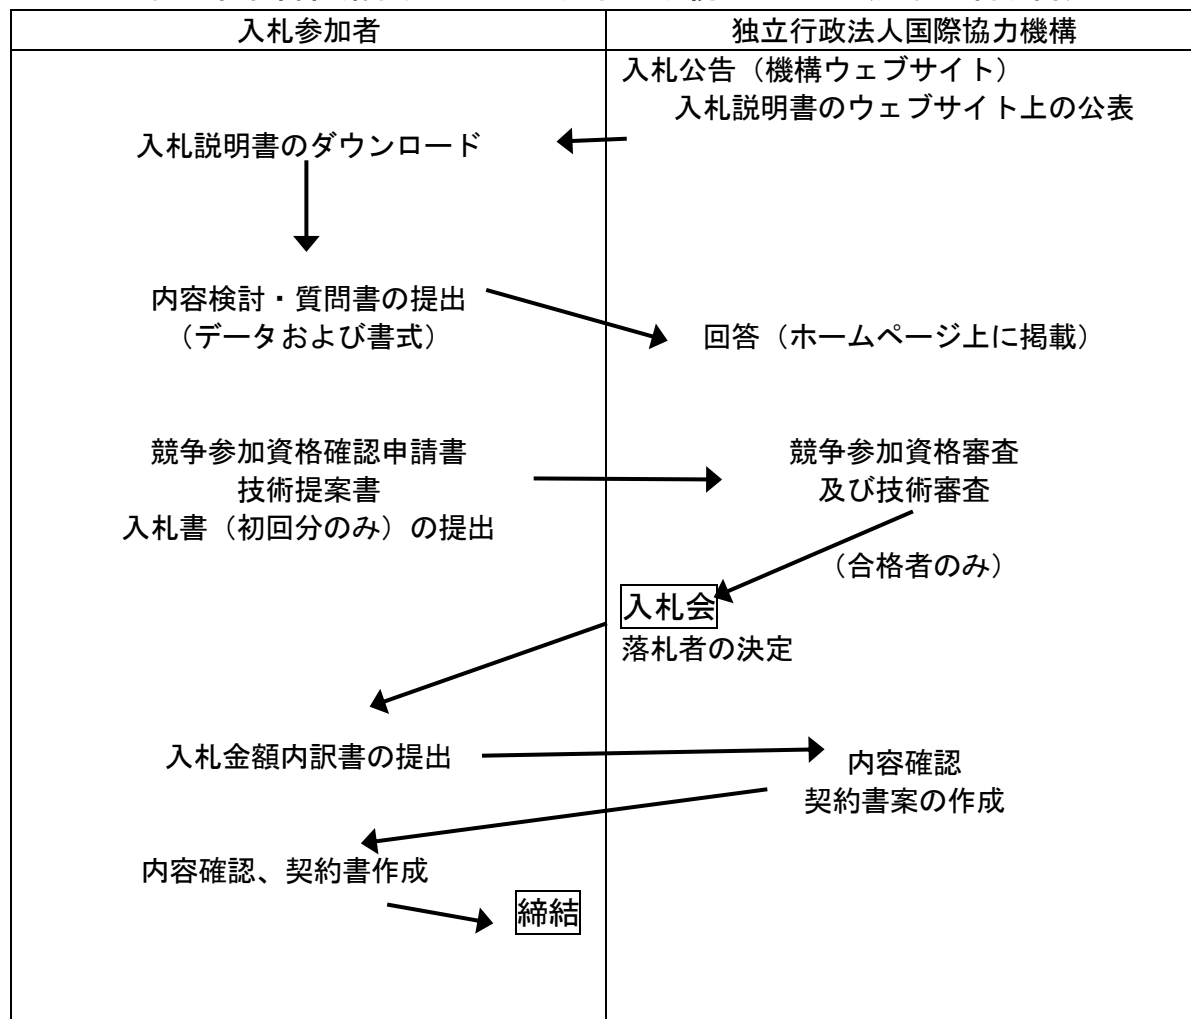 入札参加者
独立行政法人国際協力機構
入札公告（機構ウェブサイト）
入札説明書のウェブサイト上の公表
入札説明書のダウンロード
内容検討・質問書の提出
（データおよび書式）
回答（ホームページ上に掲載）
競争参加資格確認申請書
技術提案書
入札書（初回分のみ）の提出
競争参加資格審査
及び技術審査
（合格者のみ）
入札会
落札者の決定
入札金額内訳書の提出
内容確認
契約書案の作成
内容確認、契約書作成
締結